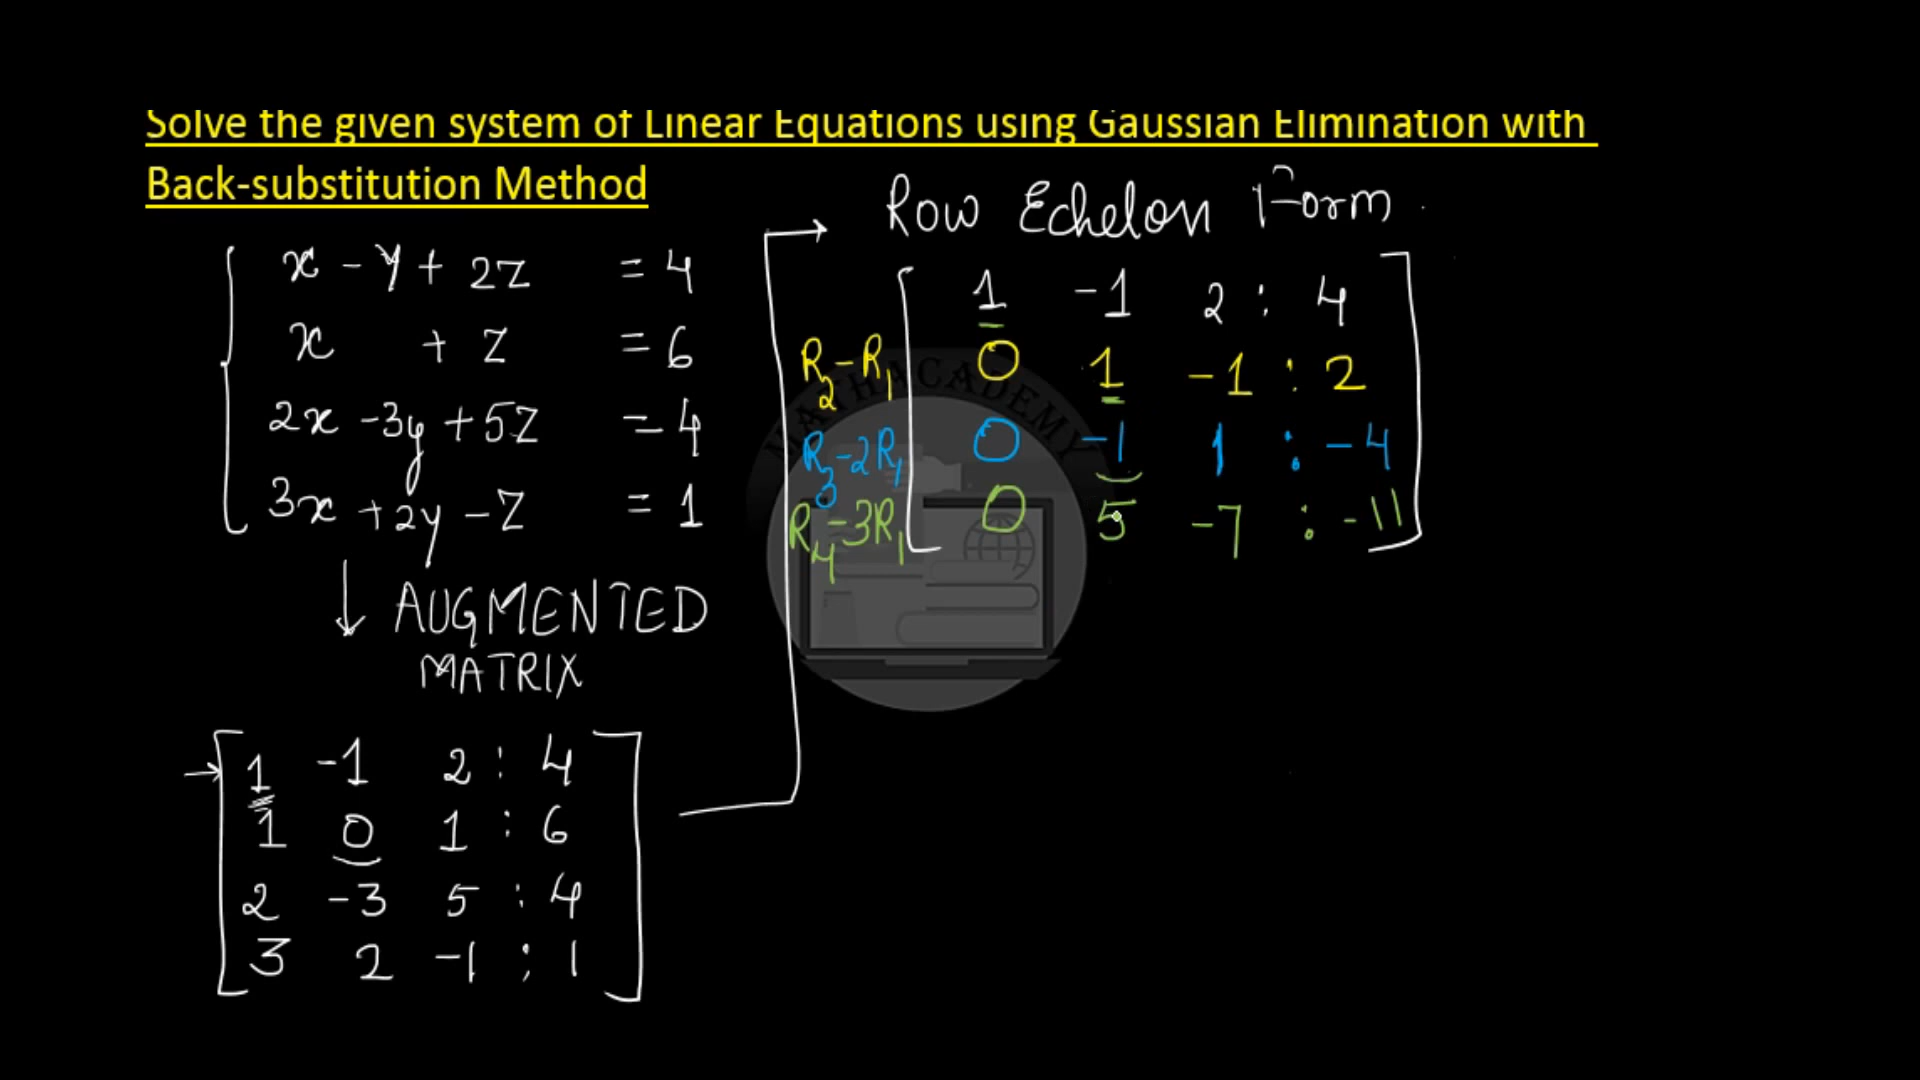 Solve the given system of Linear Equations using Gaussian Elimination with
Back-substitution Method
x - y + 2z = 4
x + z = 6
2x - 3y + 5z = 4
3x + 2y - z = 1
↓ AUGMENTED
MATRIX
→ 1 -1 2 : 4
1 0 1 : 6
2 -3 5 : 4
3 2 -1 : 1
→ Row Echelon Form
1 -1 2 : 4
R₂-R₁ 0 1 -1 : 2
R₃-2R₁ 0 -1 1 : -4
R₄-3R₁ 0 5 -7 : -11
MATHACADEMY